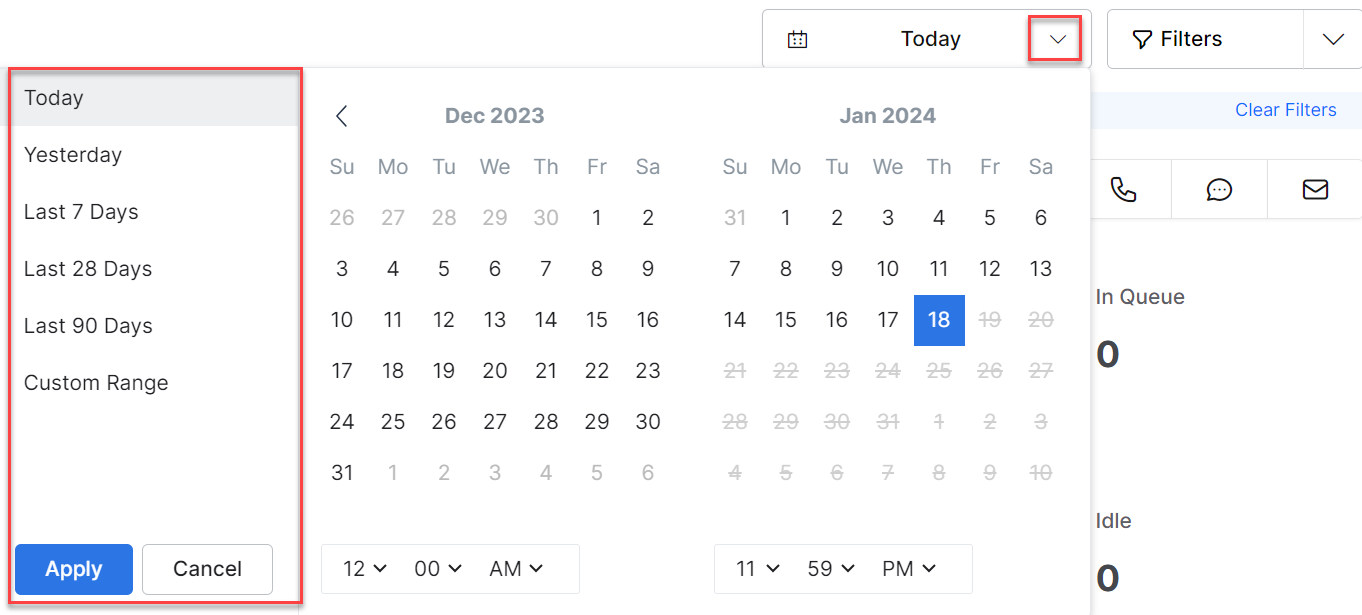 Today
Filters
Clear Filters
Today
Yesterday
Last 7 Days
Last 28 Days
Last 90 Days
Custom Range
Apply
Cancel
Dec 2023
Su Mo Tu We Th Fr Sa
26 27 28 29 30 1 2
3 4 5 6 7 8 9
10 11 12 13 14 15 16
17 18 19 20 21 22 23
24 25 26 27 28 29 30
31 1 2 3 4 5 6
12 00 AM
Jan 2024
Su Mo Tu We Th Fr Sa
31 1 2 3 4 5 6
7 8 9 10 11 12 13
14 15 16 17 18 19 20
21 22 23 24 25 26 27
28 29 30 31 1 2 3
4 5 6 7 8 9 10
11 59 PM
In Queue
0
Idle
0